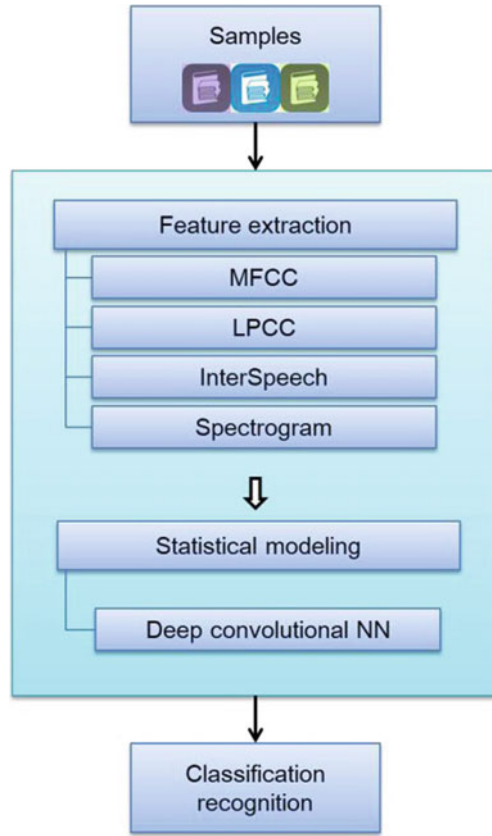 Samples
Feature extraction
MFCC
LPCC
InterSpeech
Spectrogram
Statistical modeling
Deep convolutional NN
Classification
recognition